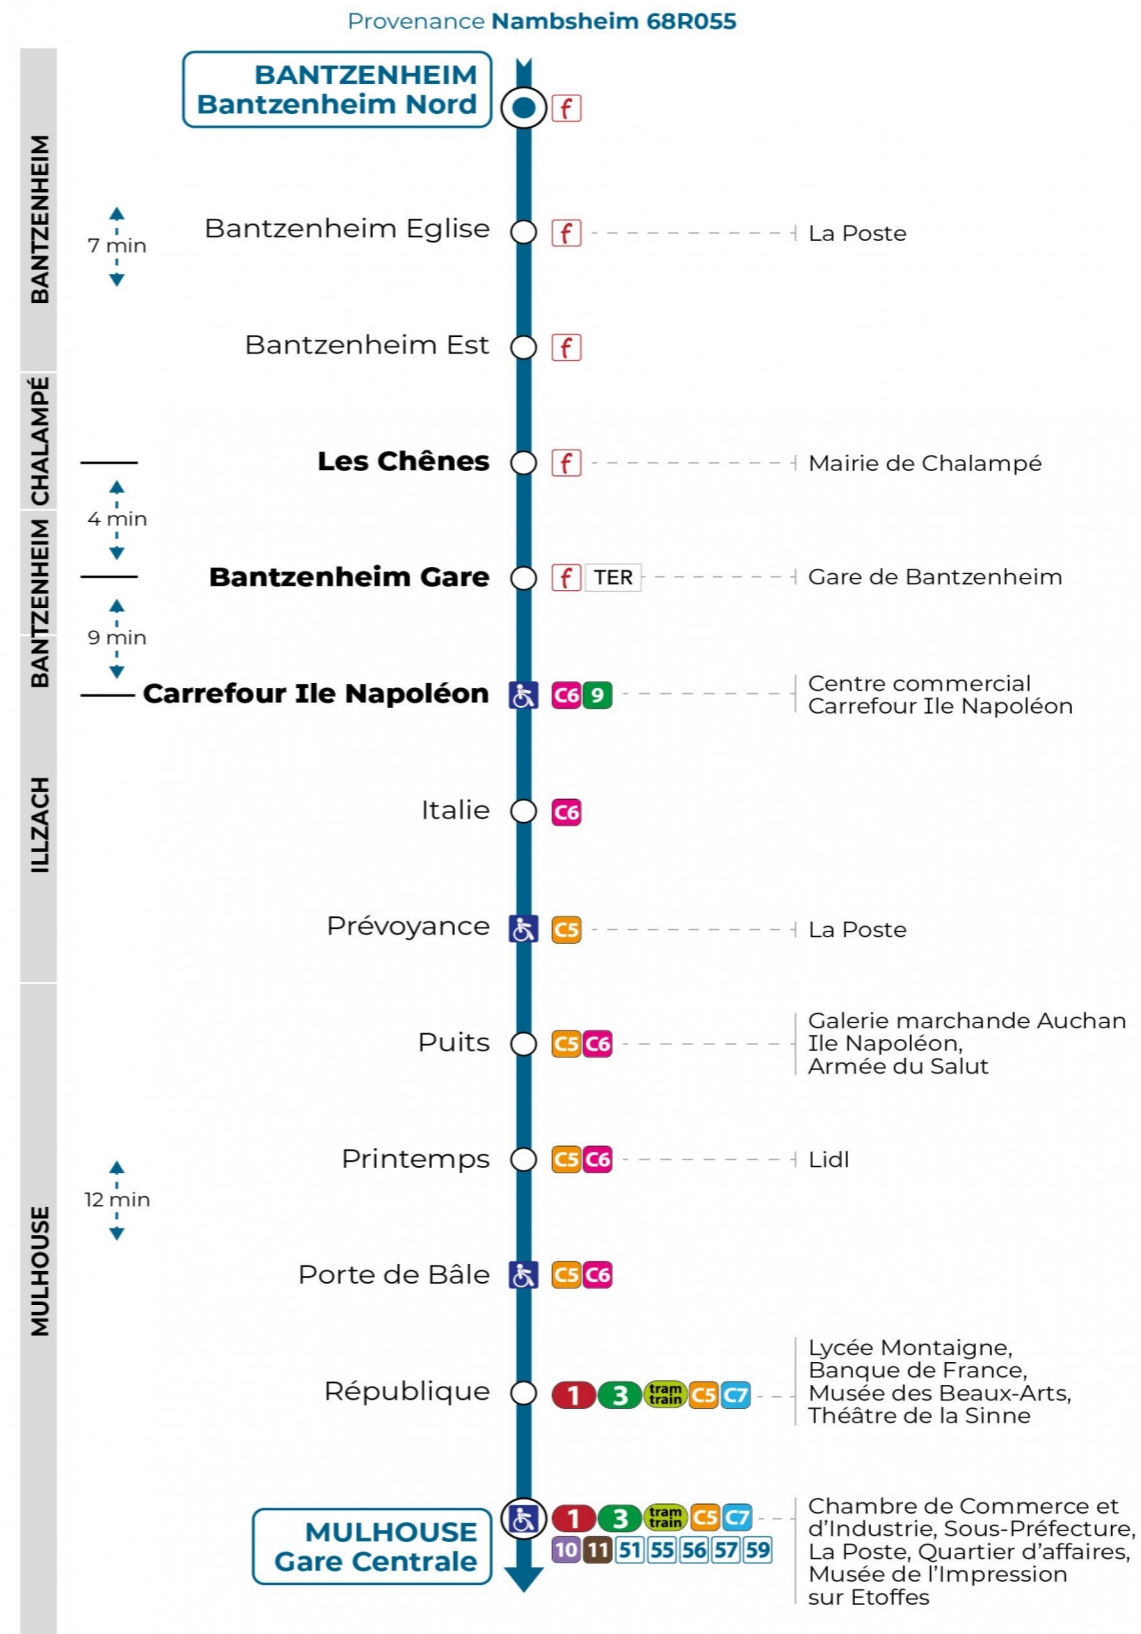 Provenance Nambsheim 68R055
BANTZENHEIM
BANTZENHEIM
Bantzenheim Nord
f
7 min
Bantzenheim Eglise
f
La Poste
Bantzenheim Est
f
CHALAMPÉ
Les Chênes
f
Mairie de Chalampé
4 min
BANTZENHEIM
Bantzenheim Gare
f TER
Gare de Bantzenheim
9 min
Carrefour Ile Napoléon
C6 9
Centre commercial
Carrefour Ile Napoléon
ILLZACH
Italie
C6
Prévoyance
C5
La Poste
MULHOUSE
Puits
C5 C6
Galerie marchande Auchan
Ile Napoléon,
Armée du Salut
Printemps
C5 C6
Lidl
12 min
Porte de Bâle
C5 C6
République
1 3 tram train C5 C7
Lycée Montaigne,
Banque de France,
Musée des Beaux-Arts,
Théâtre de la Sinne
MULHOUSE
Gare Centrale
1 3 tram train C5 C7
10 11 51 55 56 57 59
Chambre de Commerce et
d'Industrie, Sous-Préfecture,
La Poste, Quartier d'affaires,
Musée de l'Impression
sur Etoffes